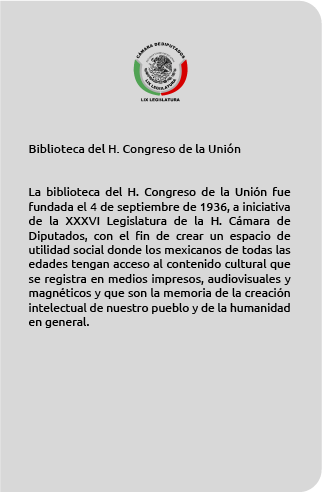 CÁMARA DE DIPUTADOS
LIX LEGISLATURA
LIX LEGISLATURA
Biblioteca del H. Congreso de la Unión
La biblioteca del H. Congreso de la Unión fue
fundada el 4 de septiembre de 1936, a iniciativa
de la XXXVI Legislatura de la H. Cámara de
Diputados, con el fin de crear un espacio de
utilidad social donde los mexicanos de todas las
edades tengan acceso al contenido cultural que
se registra en medios impresos, audiovisuales y
magnéticos y que son la memoria de la creación
intelectual de nuestro pueblo y de la humanidad
en general.